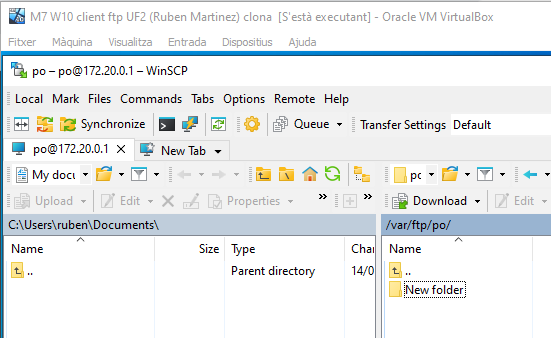 M7 W10 client ftp UF2 (Ruben Martinez) clona [S'està executant] - Oracle VM VirtualBox
Fitxer Màquina Visualitza Entrada Dispositius Ajuda
po – po@172.20.0.1 – WinSCP
Local Mark Files Commands Tabs Options Remote Help
Synchronize Queue Transfer Settings Default
po@172.20.0.1 × New Tab
My docu
Upload Edit Properties » Download Edit »
C:\Users\ruben\Documents\ /var/ftp/po/
Name Size Type Name
.. Parent directory 14/0 ..
New folder